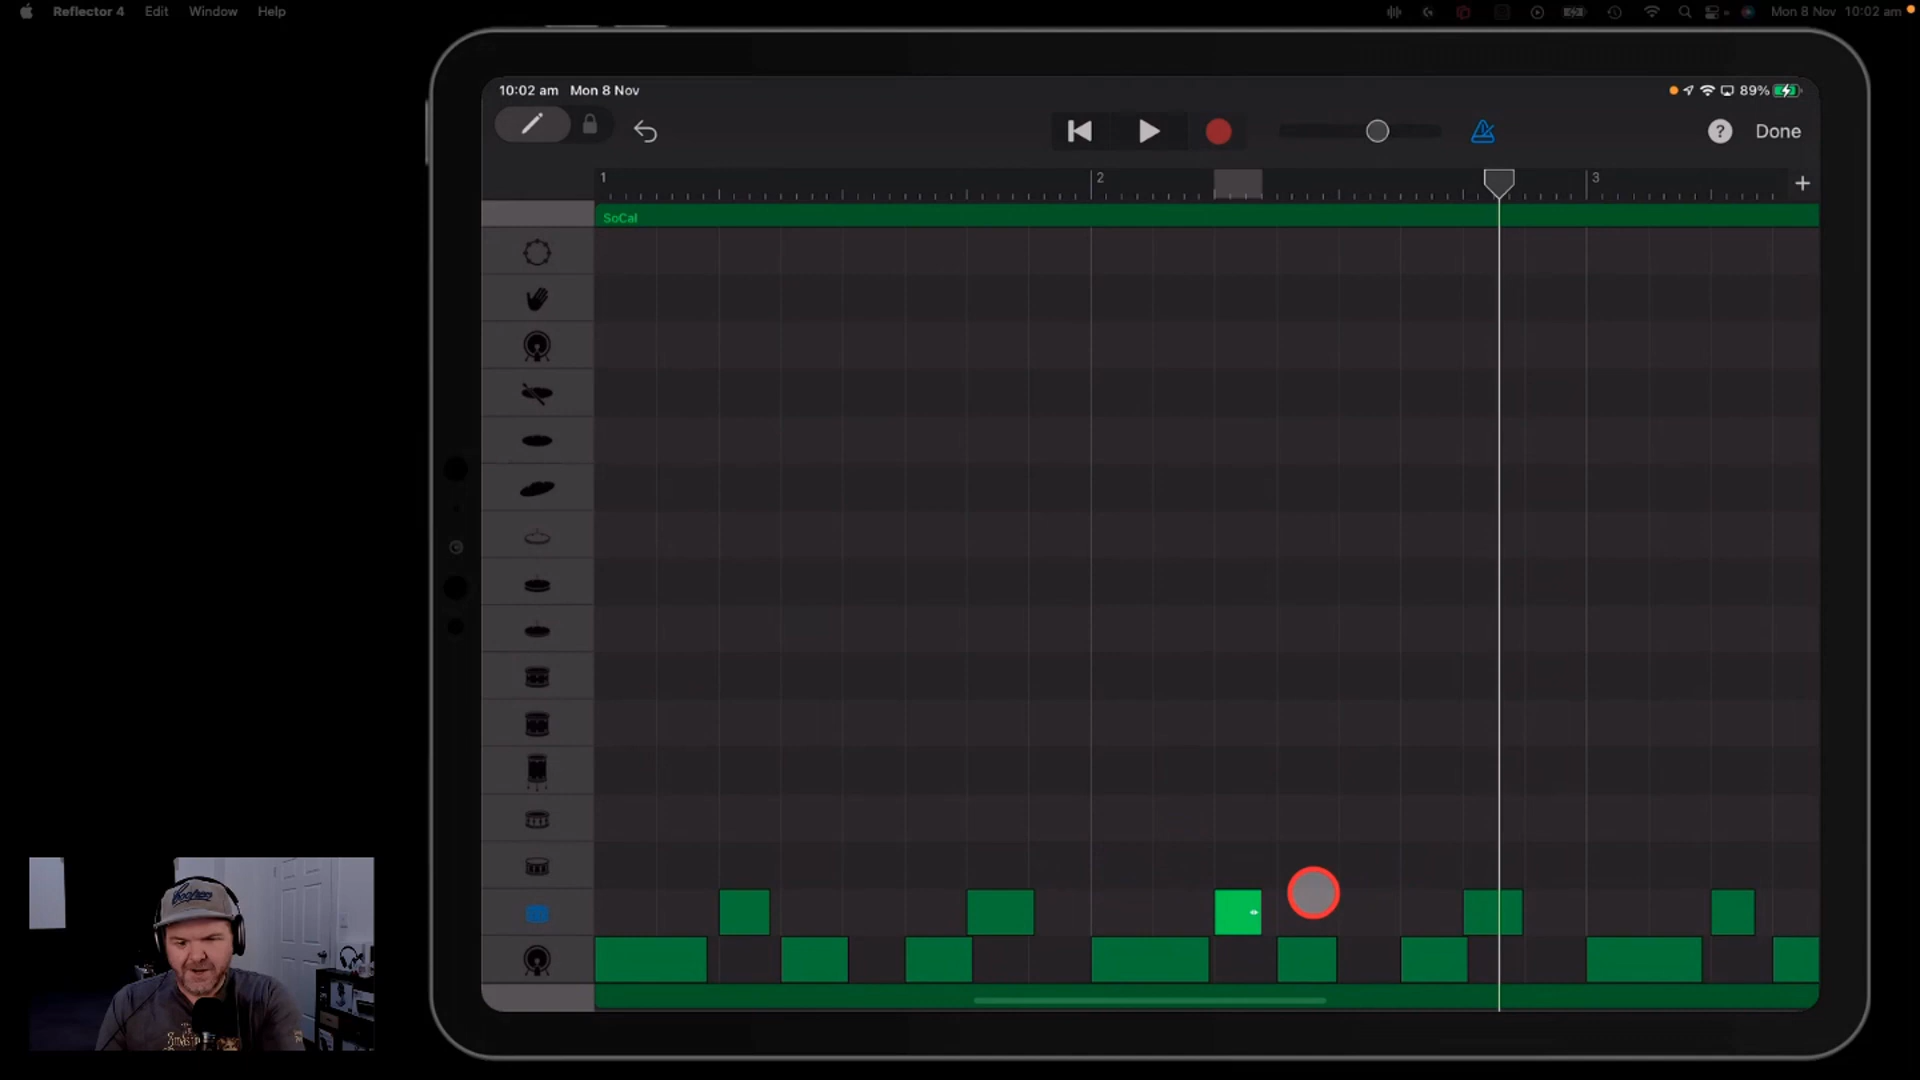 Reflector 4 Edit Window Help
Mon 8 Nov 10:02 am
10:02 am Mon 8 Nov
89%
? Done
1 2 3 +
SoCal